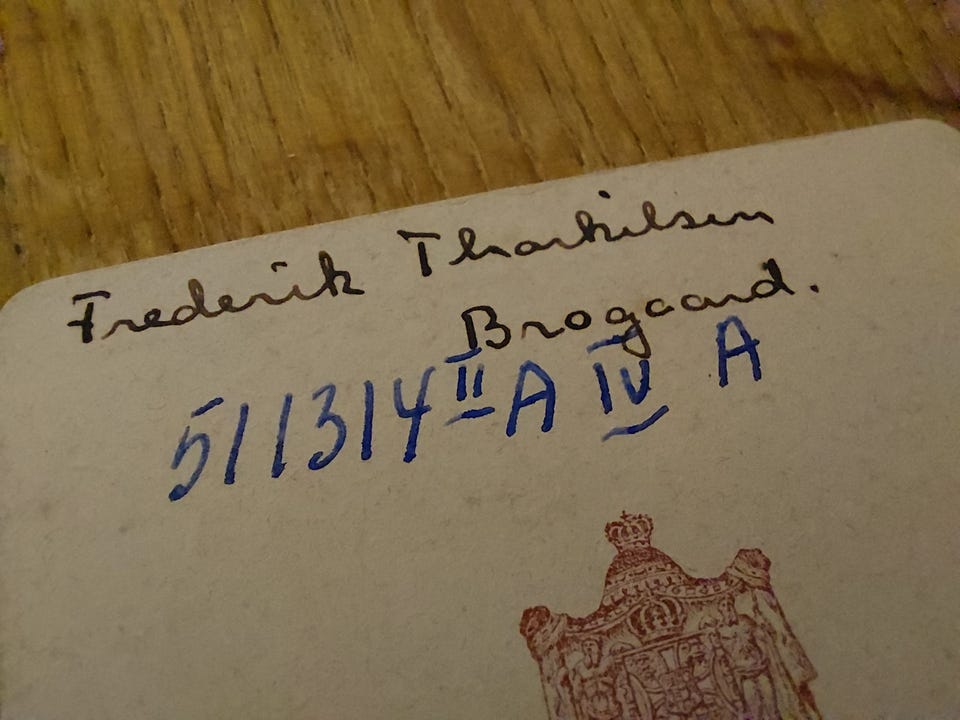 Frederik Thorkilsen
Brogaard.
511314 II A IV A